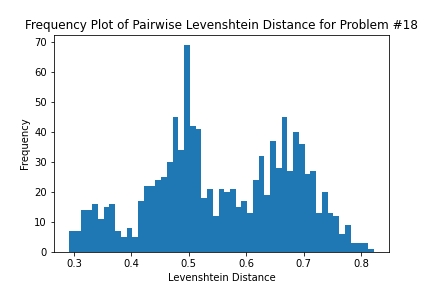 Frequency Plot of Pairwise Levenshtein Distance for Problem #18
70
60
50
40
30
20
10
0
Frequency
0.3 0.4 0.5 0.6 0.7 0.8
Levenshtein Distance